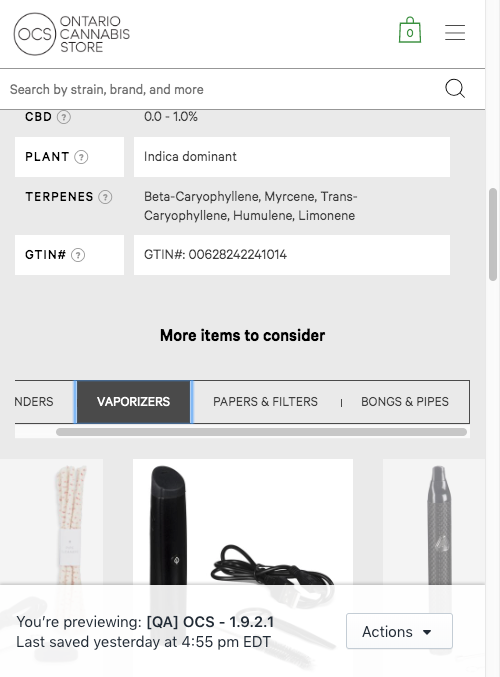 OCS
ONTARIO
CANNABIS
STORE
0
Search by strain, brand, and more
CBD ?
0.0 - 1.0%
PLANT ?
Indica dominant
TERPENES ?
Beta-Caryophyllene, Myrcene, Trans-
Caryophyllene, Humulene, Limonene
GTIN# ?
GTIN#: 00628242241014
More items to consider
NDERS
VAPORIZERS
PAPERS & FILTERS
BONGS & PIPES
You're previewing: [QA] OCS - 1.9.2.1
Last saved yesterday at 4:55 pm EDT
Actions